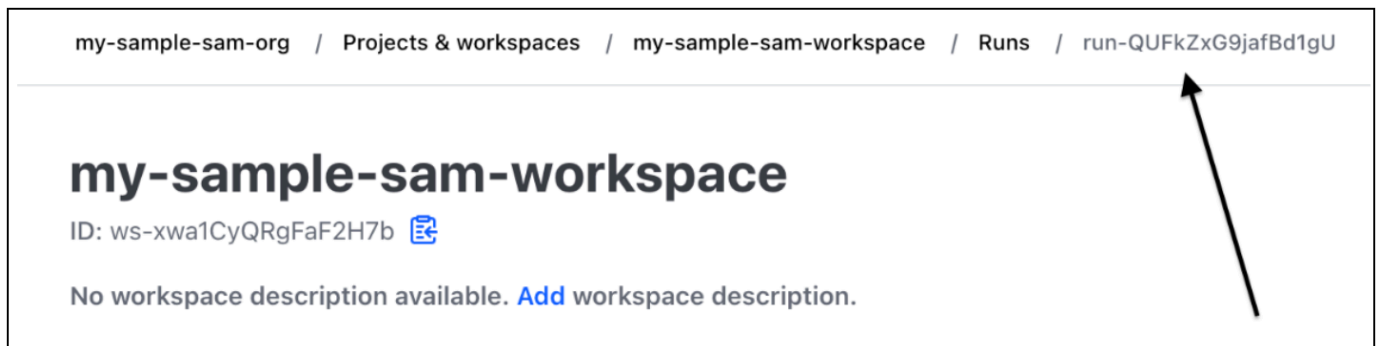 my-sample-sam-org / Projects & workspaces / my-sample-sam-workspace / Runs / run-QUFkZxG9jafBd1gU
my-sample-sam-workspace
ID: ws-xwa1CyQRgFaF2H7b
No workspace description available. Add workspace description.